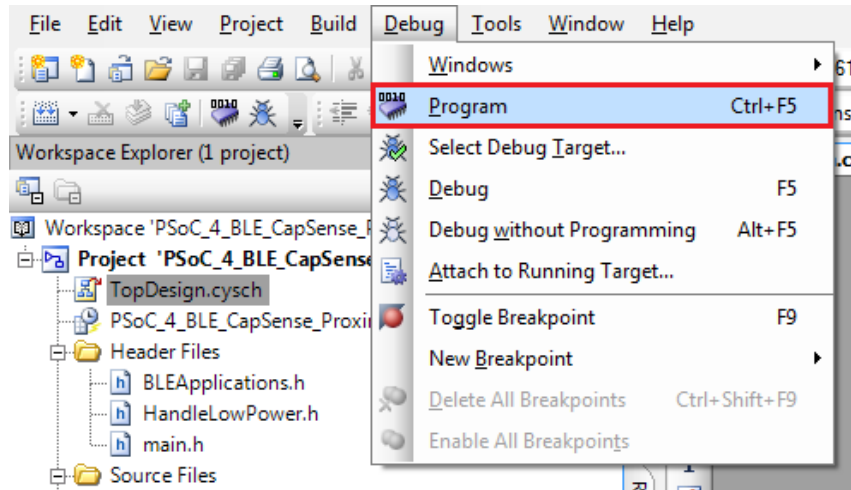 File Edit View Project Build Debug Tools Window Help
Windows
Program Ctrl+F5
Select Debug Target...
Debug F5
Debug without Programming Alt+F5
Attach to Running Target...
Toggle Breakpoint F9
New Breakpoint
Delete All Breakpoints Ctrl+Shift+F9
Enable All Breakpoints
Workspace Explorer (1 project)
Workspace 'PSoC_4_BLE_CapSense_
Project 'PSoC_4_BLE_CapSense
TopDesign.cysch
PSoC_4_BLE_CapSense_Proxi
Header Files
h BLEApplications.h
h HandleLowPower.h
h main.h
Source Files